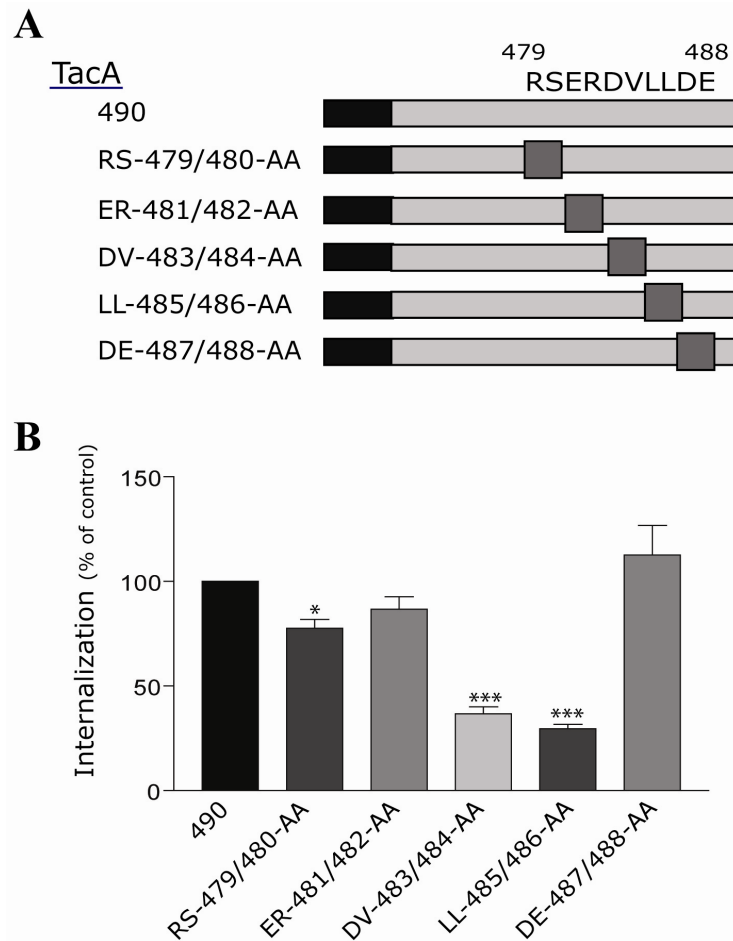 A
479 488
TacA
RSERDVLLDE
490
RS-479/480-AA
ER-481/482-AA
DV-483/484-AA
LL-485/486-AA
DE-487/488-AA
B
Internalization (% of control)
150
100
50
0
*
***
***
490
RS-479/480-AA
ER-481/482-AA
DV-483/484-AA
LL-485/486-AA
DE-487/488-AA